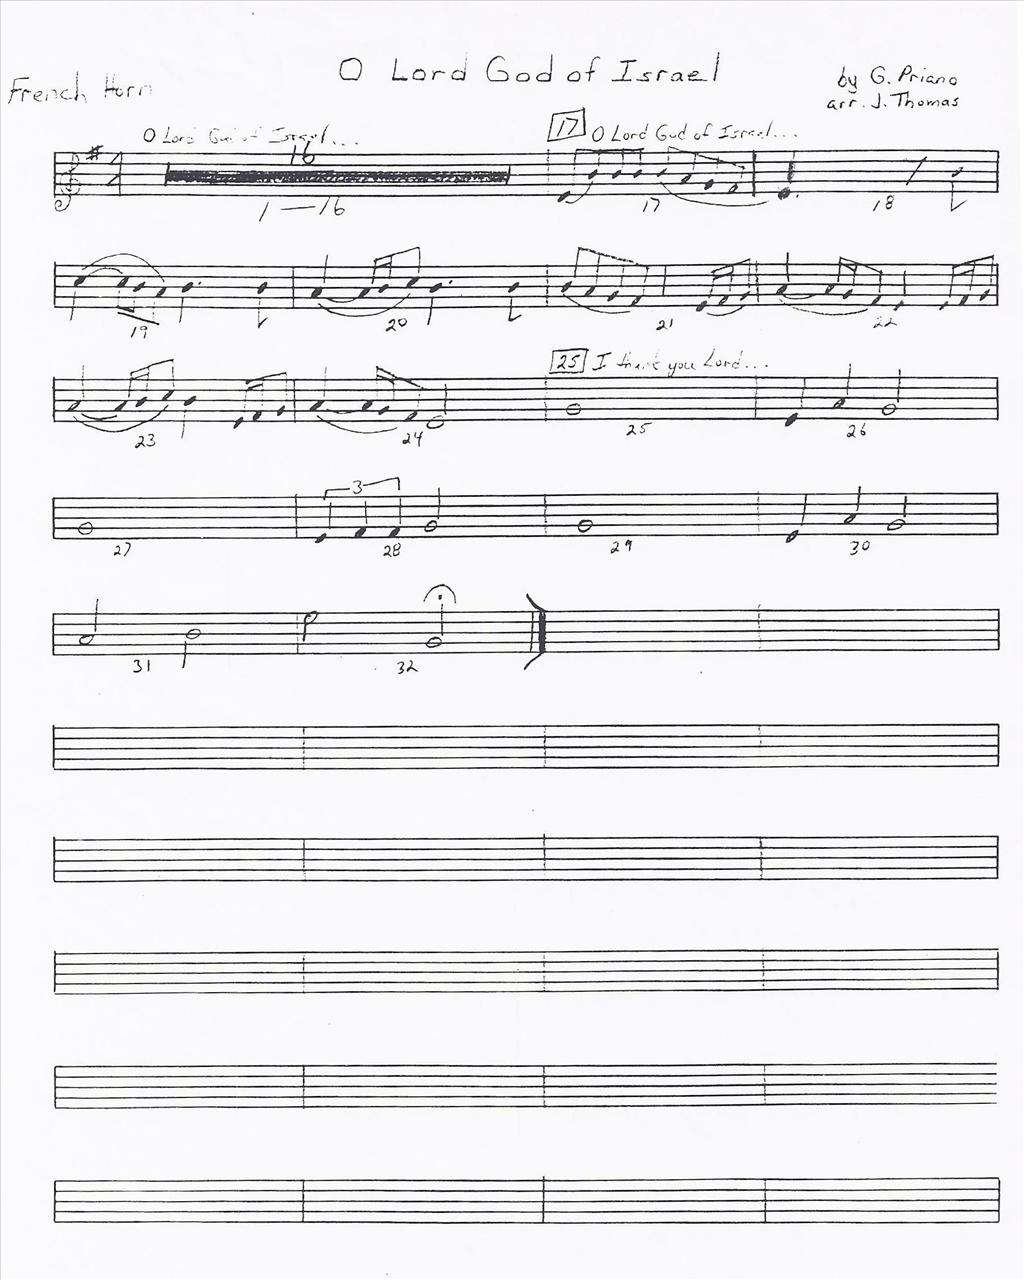 O Lord God of Israel
French Horn
by G. Priano
arr. J. Thomas
O Lord God of Israel...
17 O Lord God of Israel...
16
1—16 17 18
19 20 21 22
25 I thank you Lord...
23 24 25 26
3
27 28 29 30
31 32